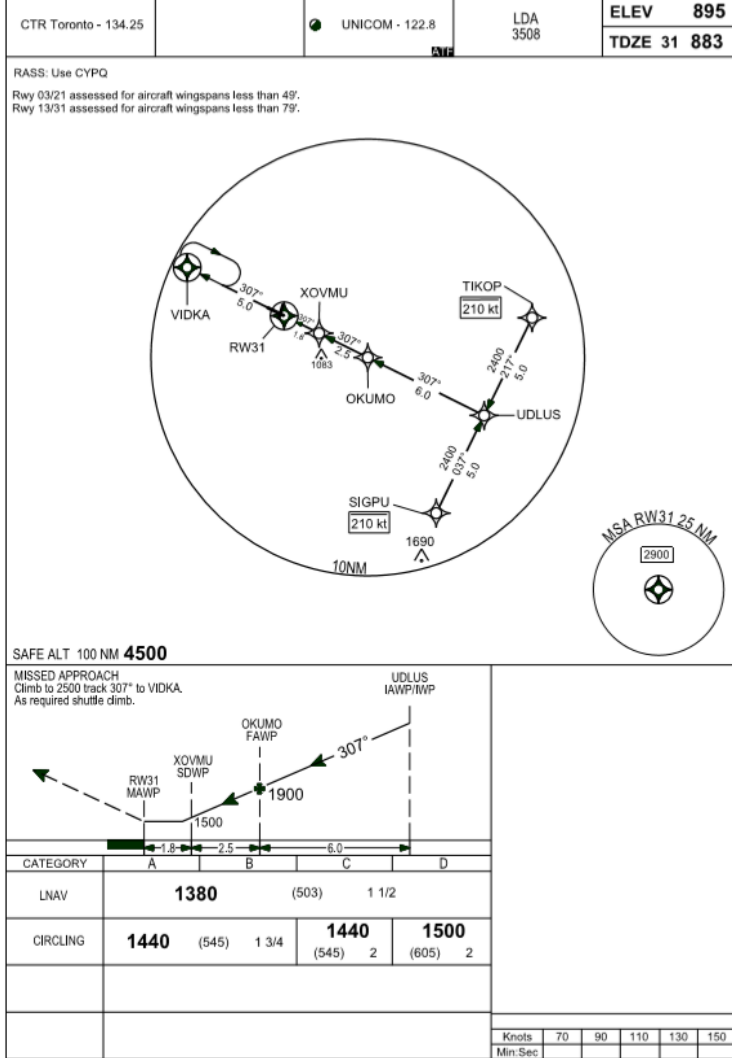 CTR Toronto - 134.25
UNICOM - 122.8
ATF
LDA
3508
ELEV 895
TDZE 31 883
RASS: Use CYPQ
Rwy 03/21 assessed for aircraft wingspans less than 49'.
Rwy 13/31 assessed for aircraft wingspans less than 79'.
VIDKA
307°
5.0
RW31
307°
1.8
XOVMU
1083
307°
2.5
OKUMO
307°
6.0
TIKOP
210 kt
2400
217°
5.0
UDLUS
2400
037°
5.0
SIGPU
210 kt
1690
10NM
MSA RW31 25 NM
2900
SAFE ALT 100 NM 4500
MISSED APPROACH
Climb to 2500 track 307° to VIDKA.
As required shuttle climb.
UDLUS
IAWP/IWP
OKUMO
FAWP
XOVMU
SDWP
RW31
MAWP
307°
1900
1500
1.8 2.5 6.0
CATEGORY A B C D
LNAV 1380 (503) 1 1/2
CIRCLING 1440 (545) 1 3/4 1440 (545) 2 1500 (605) 2
Knots 70 90 110 130 150
Min:Sec